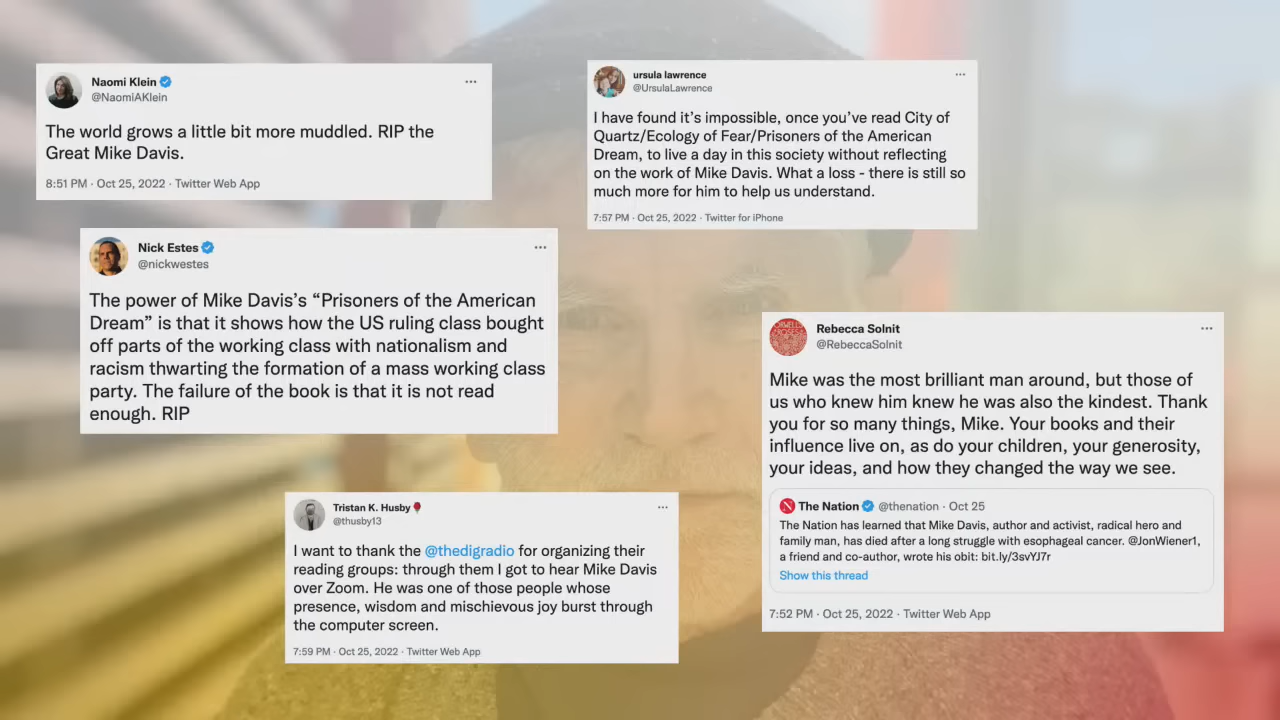 Naomi Klein
@NaomiAKlein
The world grows a little bit more muddled. RIP the
Great Mike Davis.
8:51 PM · Oct 25, 2022 · Twitter Web App
ursula lawrence
@UrsulaLawrence
I have found it’s impossible, once you’ve read City of
Quartz/Ecology of Fear/Prisoners of the American
Dream, to live a day in this society without reflecting
on the work of Mike Davis. What a loss - there is still so
much more for him to help us understand.
7:57 PM · Oct 25, 2022 · Twitter for iPhone
Nick Estes
@nickwestes
The power of Mike Davis’s “Prisoners of the American
Dream” is that it shows how the US ruling class bought
off parts of the working class with nationalism and
racism thwarting the formation of a mass working class
party. The failure of the book is that it is not read
enough. RIP
Rebecca Solnit
@RebeccaSolnit
Mike was the most brilliant man around, but those of
us who knew him knew he was also the kindest. Thank
you for so many things, Mike. Your books and their
influence live on, as do your children, your generosity,
your ideas, and how they changed the way we see.
The Nation @thenation · Oct 25
The Nation has learned that Mike Davis, author and activist, radical hero and
family man, has died after a long struggle with esophageal cancer. @JonWiener1,
a friend and co-author, wrote his obit: bit.ly/3svYJ7r
Show this thread
7:52 PM · Oct 25, 2022 · Twitter Web App
Tristan K. Husby
@thusby13
I want to thank the @thedigradio for organizing their
reading groups: through them I got to hear Mike Davis
over Zoom. He was one of those people whose
presence, wisdom and mischievous joy burst through
the computer screen.
7:59 PM · Oct 25, 2022 · Twitter Web App